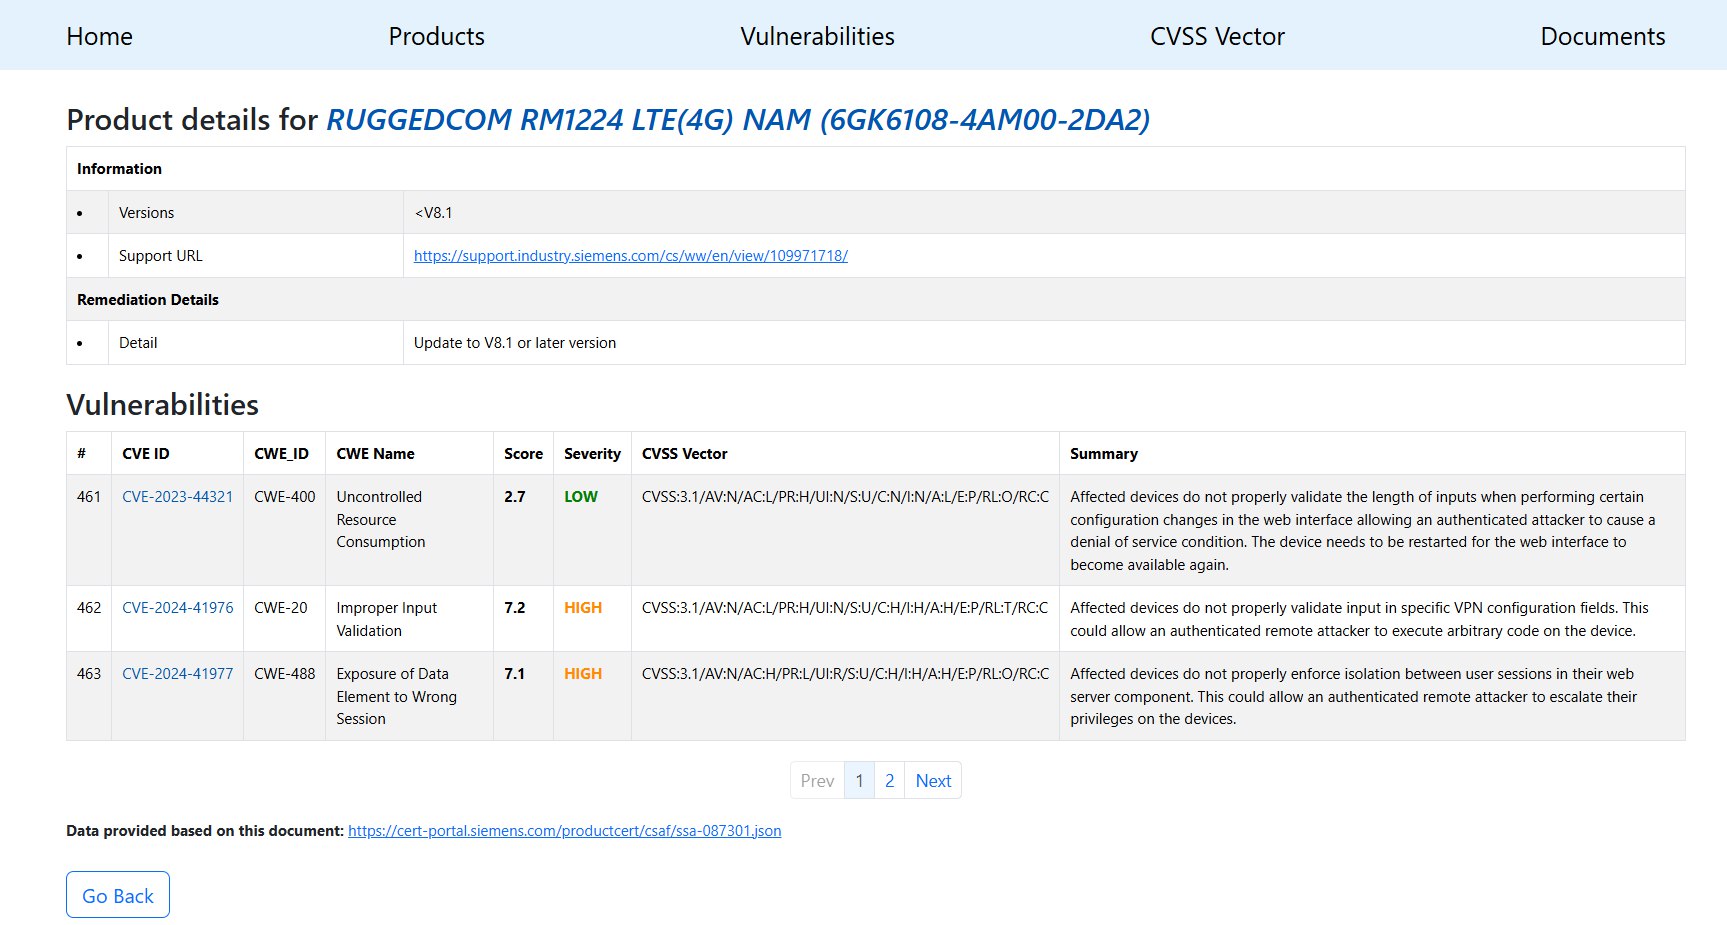 Home Products Vulnerabilities CVSS Vector Documents
Product details for RUGGEDCOM RM1224 LTE(4G) NAM (6GK6108-4AM00-2DA2)
Information
• Versions <V8.1
• Support URL https://support.industry.siemens.com/cs/ww/en/view/109971718/
Remediation Details
• Detail Update to V8.1 or later version
Vulnerabilities
# CVE ID CWE_ID CWE Name Score Severity CVSS Vector Summary
461 CVE-2023-44321 CWE-400 Uncontrolled 2.7 LOW CVSS:3.1/AV:N/AC:L/PR:H/UI:N/S:U/C:N/I:N/A:L/E:P/RL:O/RC:C Affected devices do not properly validate the length of inputs when performing certain
Resource configuration changes in the web interface allowing an authenticated attacker to cause a
Consumption denial of service condition. The device needs to be restarted for the web interface to
become available again.
462 CVE-2024-41976 CWE-20 Improper Input 7.2 HIGH CVSS:3.1/AV:N/AC:L/PR:H/UI:N/S:U/C:H/I:H/A:H/E:P/RL:T/RC:C Affected devices do not properly validate input in specific VPN configuration fields. This
Validation could allow an authenticated remote attacker to execute arbitrary code on the device.
463 CVE-2024-41977 CWE-488 Exposure of Data 7.1 HIGH CVSS:3.1/AV:N/AC:H/PR:L/UI:R/S:U/C:H/I:H/A:H/E:P/RL:O/RC:C Affected devices do not properly enforce isolation between user sessions in their web
Element to Wrong server component. This could allow an authenticated remote attacker to escalate their
Session privileges on the devices.
Prev 1 2 Next
Data provided based on this document: https://cert-portal.siemens.com/productcert/csaf/ssa-087301.json
Go Back